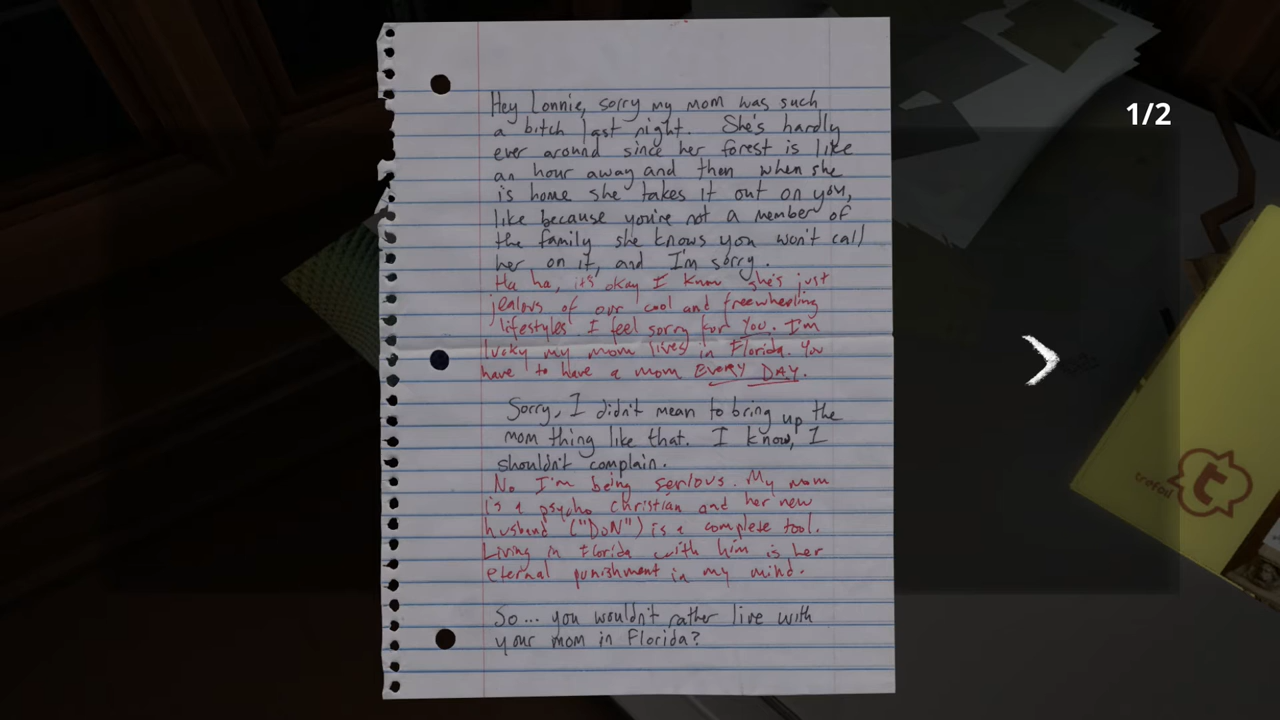 1/2
Hey Lonnie, sorry my mom was such
a bitch last night. She's hardly
ever around since her forest is like
an hour away and then when she
is home she takes it out on you,
like because you're not a member of
the family she knows you won't call
her on it, and I'm sorry.
Ha ha, it's okay I know she's just
jealous of our cool and freewheeling
lifestyles I feel sorry for You. I'm
lucky my mom lives in Florida. You
have to have a mom EVERY DAY.
Sorry, I didn't mean to bring up the
mom thing like that. I know, I
shouldn't complain.
No I'm being serious. My mom
is a psycho christian and her new
husband ("DoN") is a complete tool.
Living in Florida with him is her
eternal punishment in my mind.
So... you wouldn't rather live with
your mom in Florida?
trafod
t